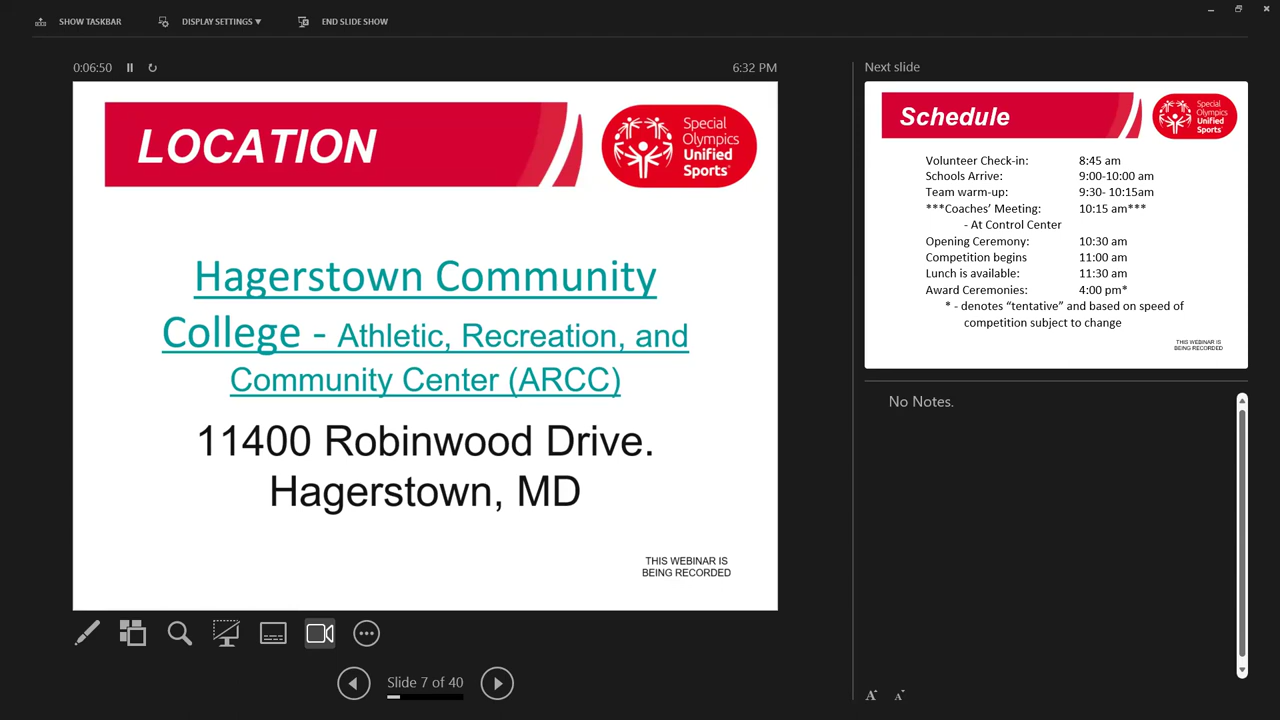 SHOW TASKBAR
DISPLAY SETTINGS ▼
END SLIDE SHOW
0:06:50
6:32 PM
LOCATION
Special
Olympics
Unified
Sports®
Hagerstown Community
College - Athletic, Recreation, and
Community Center (ARCC)
11400 Robinwood Drive.
Hagerstown, MD
THIS WEBINAR IS
BEING RECORDED
Slide 7 of 40
Next slide
Schedule
Special
Olympics
Unified
Sports®
Volunteer Check-in: 8:45 am
Schools Arrive: 9:00-10:00 am
Team warm-up: 9:30- 10:15am
***Coaches’ Meeting: 10:15 am***
- At Control Center
Opening Ceremony: 10:30 am
Competition begins 11:00 am
Lunch is available: 11:30 am
Award Ceremonies: 4:00 pm*
* - denotes “tentative” and based on speed of
competition subject to change
THIS WEBINAR IS
BEING RECORDED
No Notes.
A A